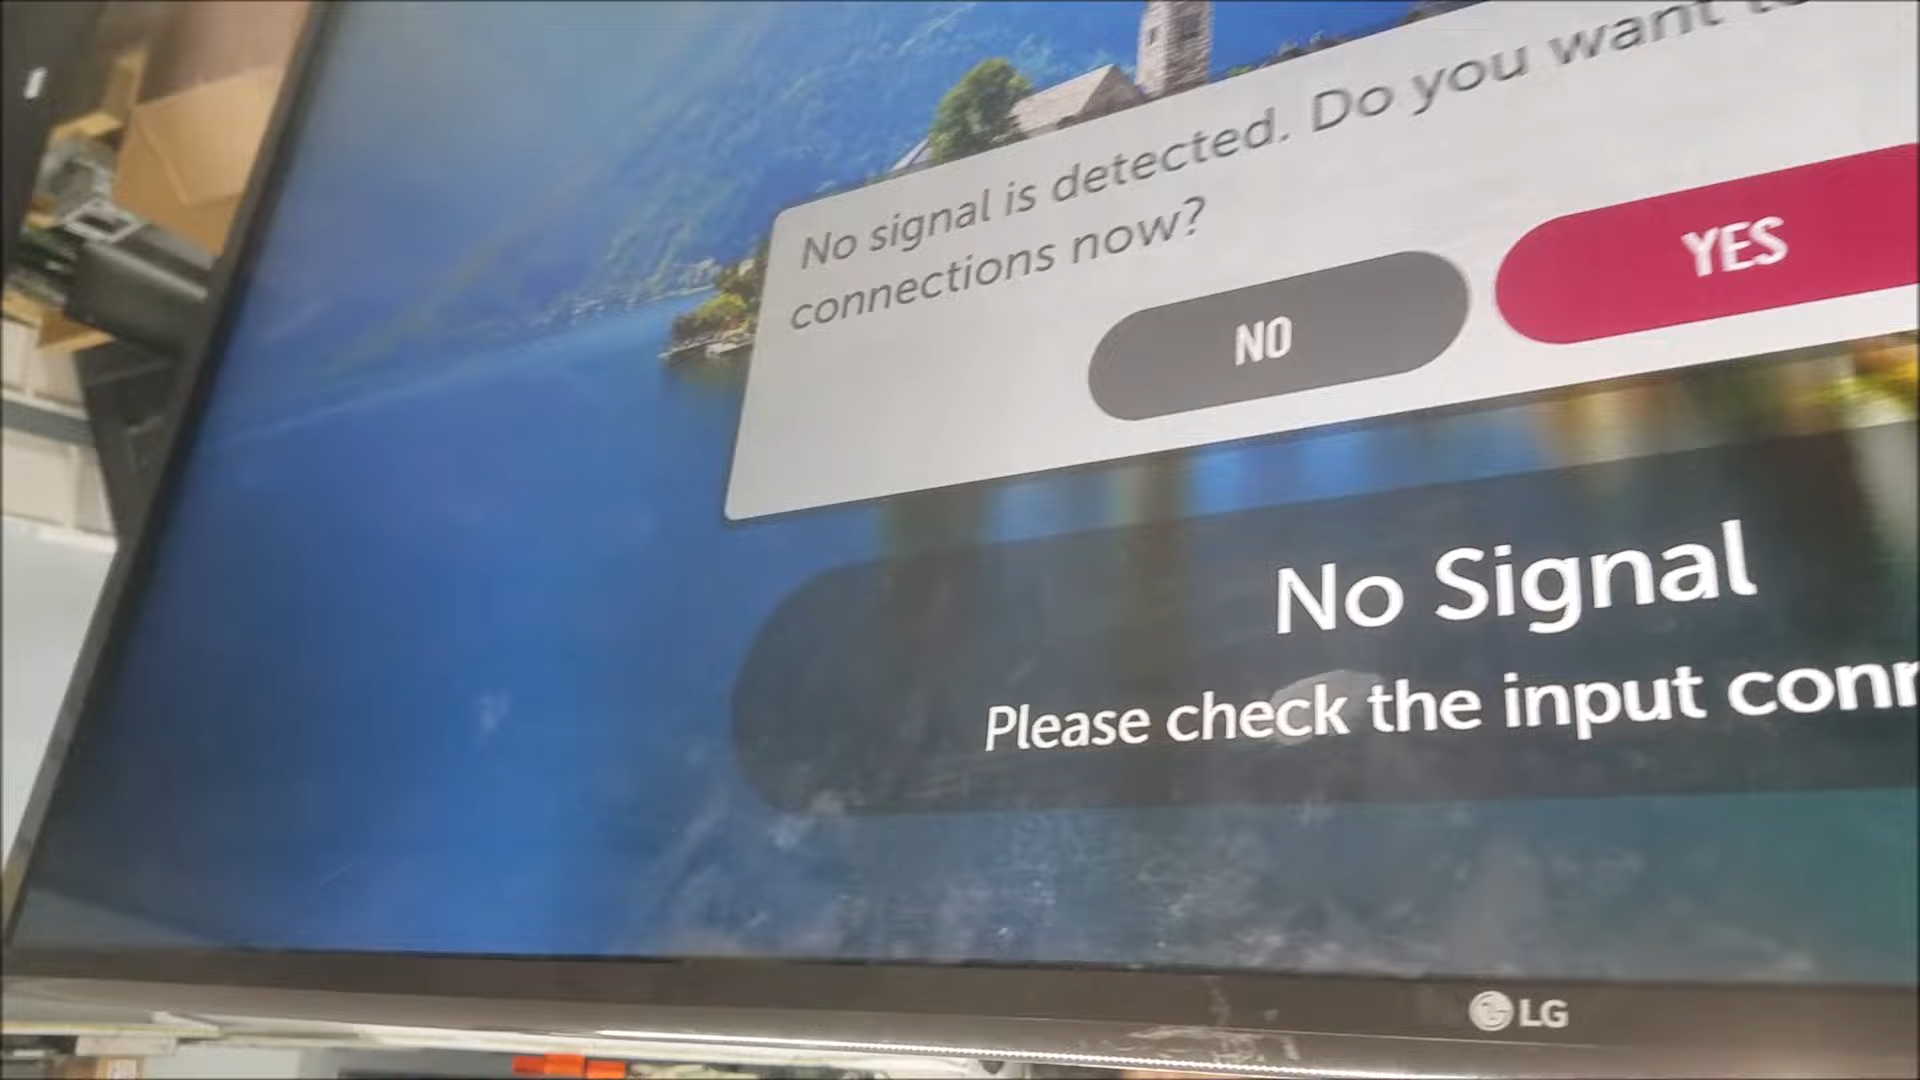 No signal is detected. Do you want
connections now?
NO
YES
No Signal
Please check the input
LG